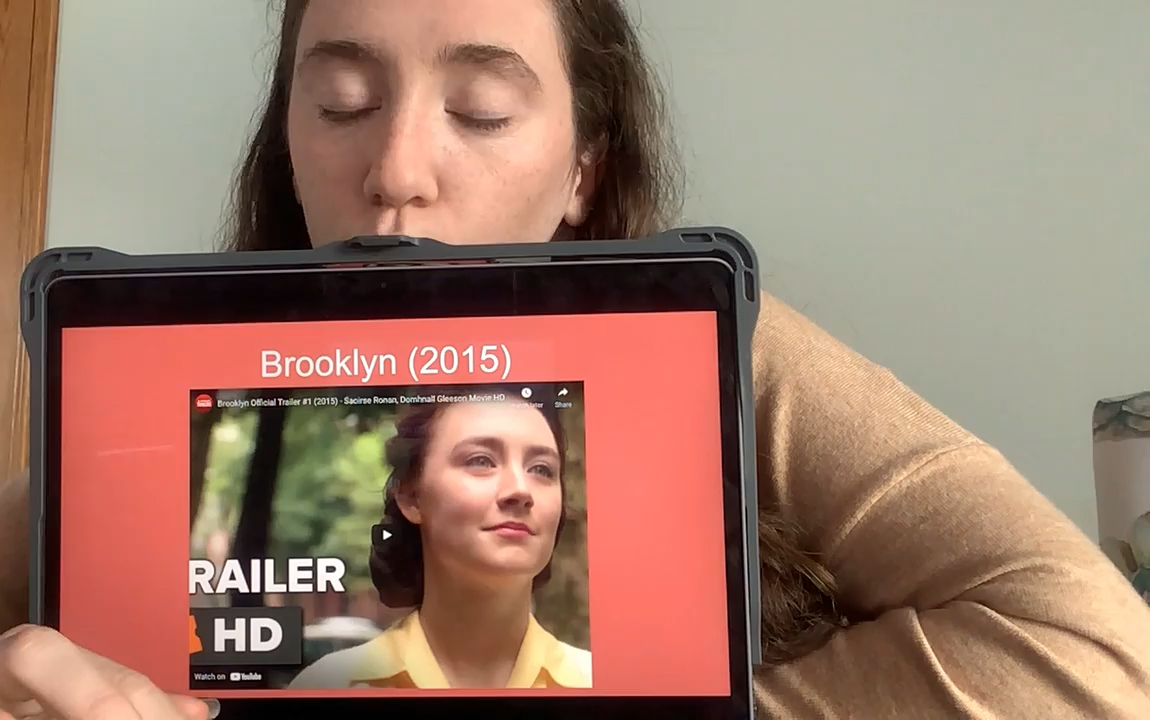 Brooklyn (2015)
Brooklyn Official Trailer #1 (2015) - Saoirse Ronan, Domhnall Gleeson Movie HD
later
Share
RAILER
HD
Watch on YouTube